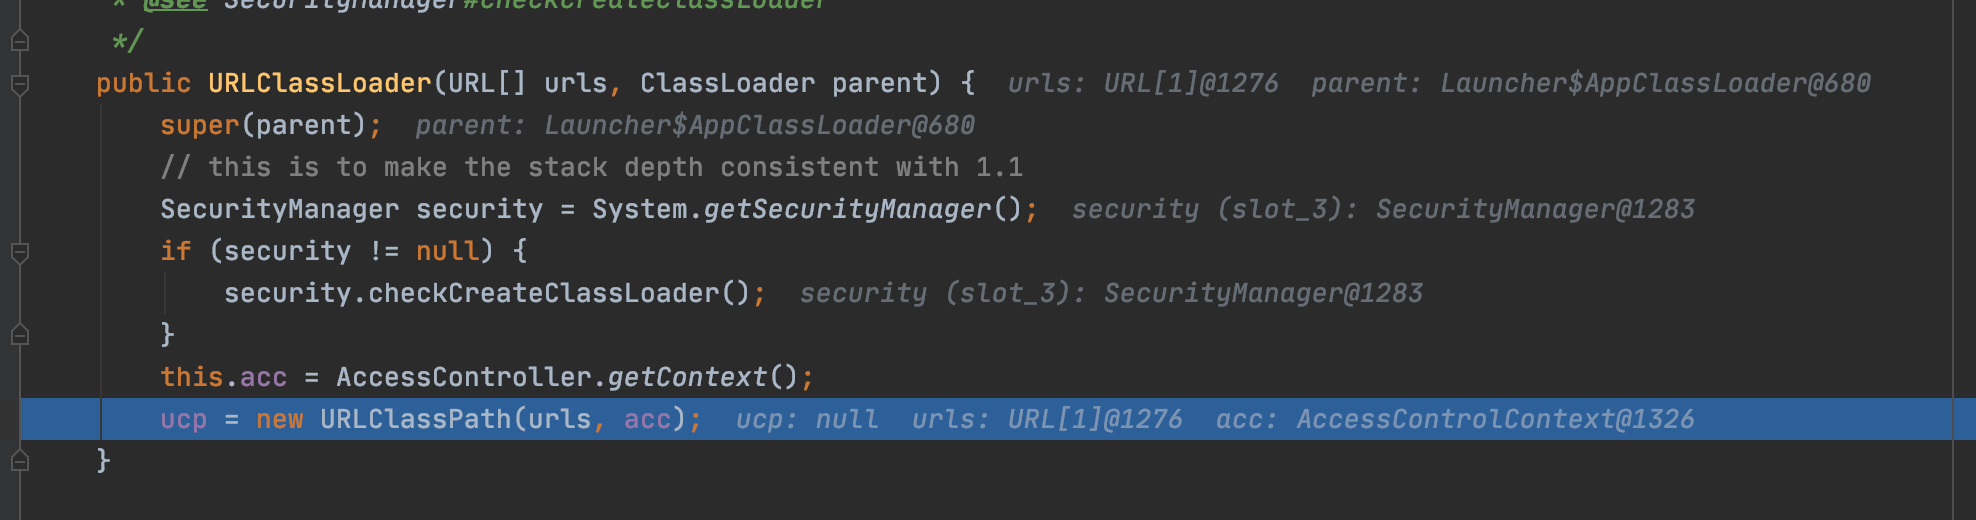 * @see SecurityManager#checkCreateClassLoader
*/
public URLClassLoader(URL[] urls, ClassLoader parent) { urls: URL[1]@1276 parent: Launcher$AppClassLoader@680
super(parent); parent: Launcher$AppClassLoader@680
// this is to make the stack depth consistent with 1.1
SecurityManager security = System.getSecurityManager(); security (slot_3): SecurityManager@1283
if (security != null) {
security.checkCreateClassLoader(); security (slot_3): SecurityManager@1283
}
this.acc = AccessController.getContext();
ucp = new URLClassPath(urls, acc); ucp: null urls: URL[1]@1276 acc: AccessControlContext@1326
}